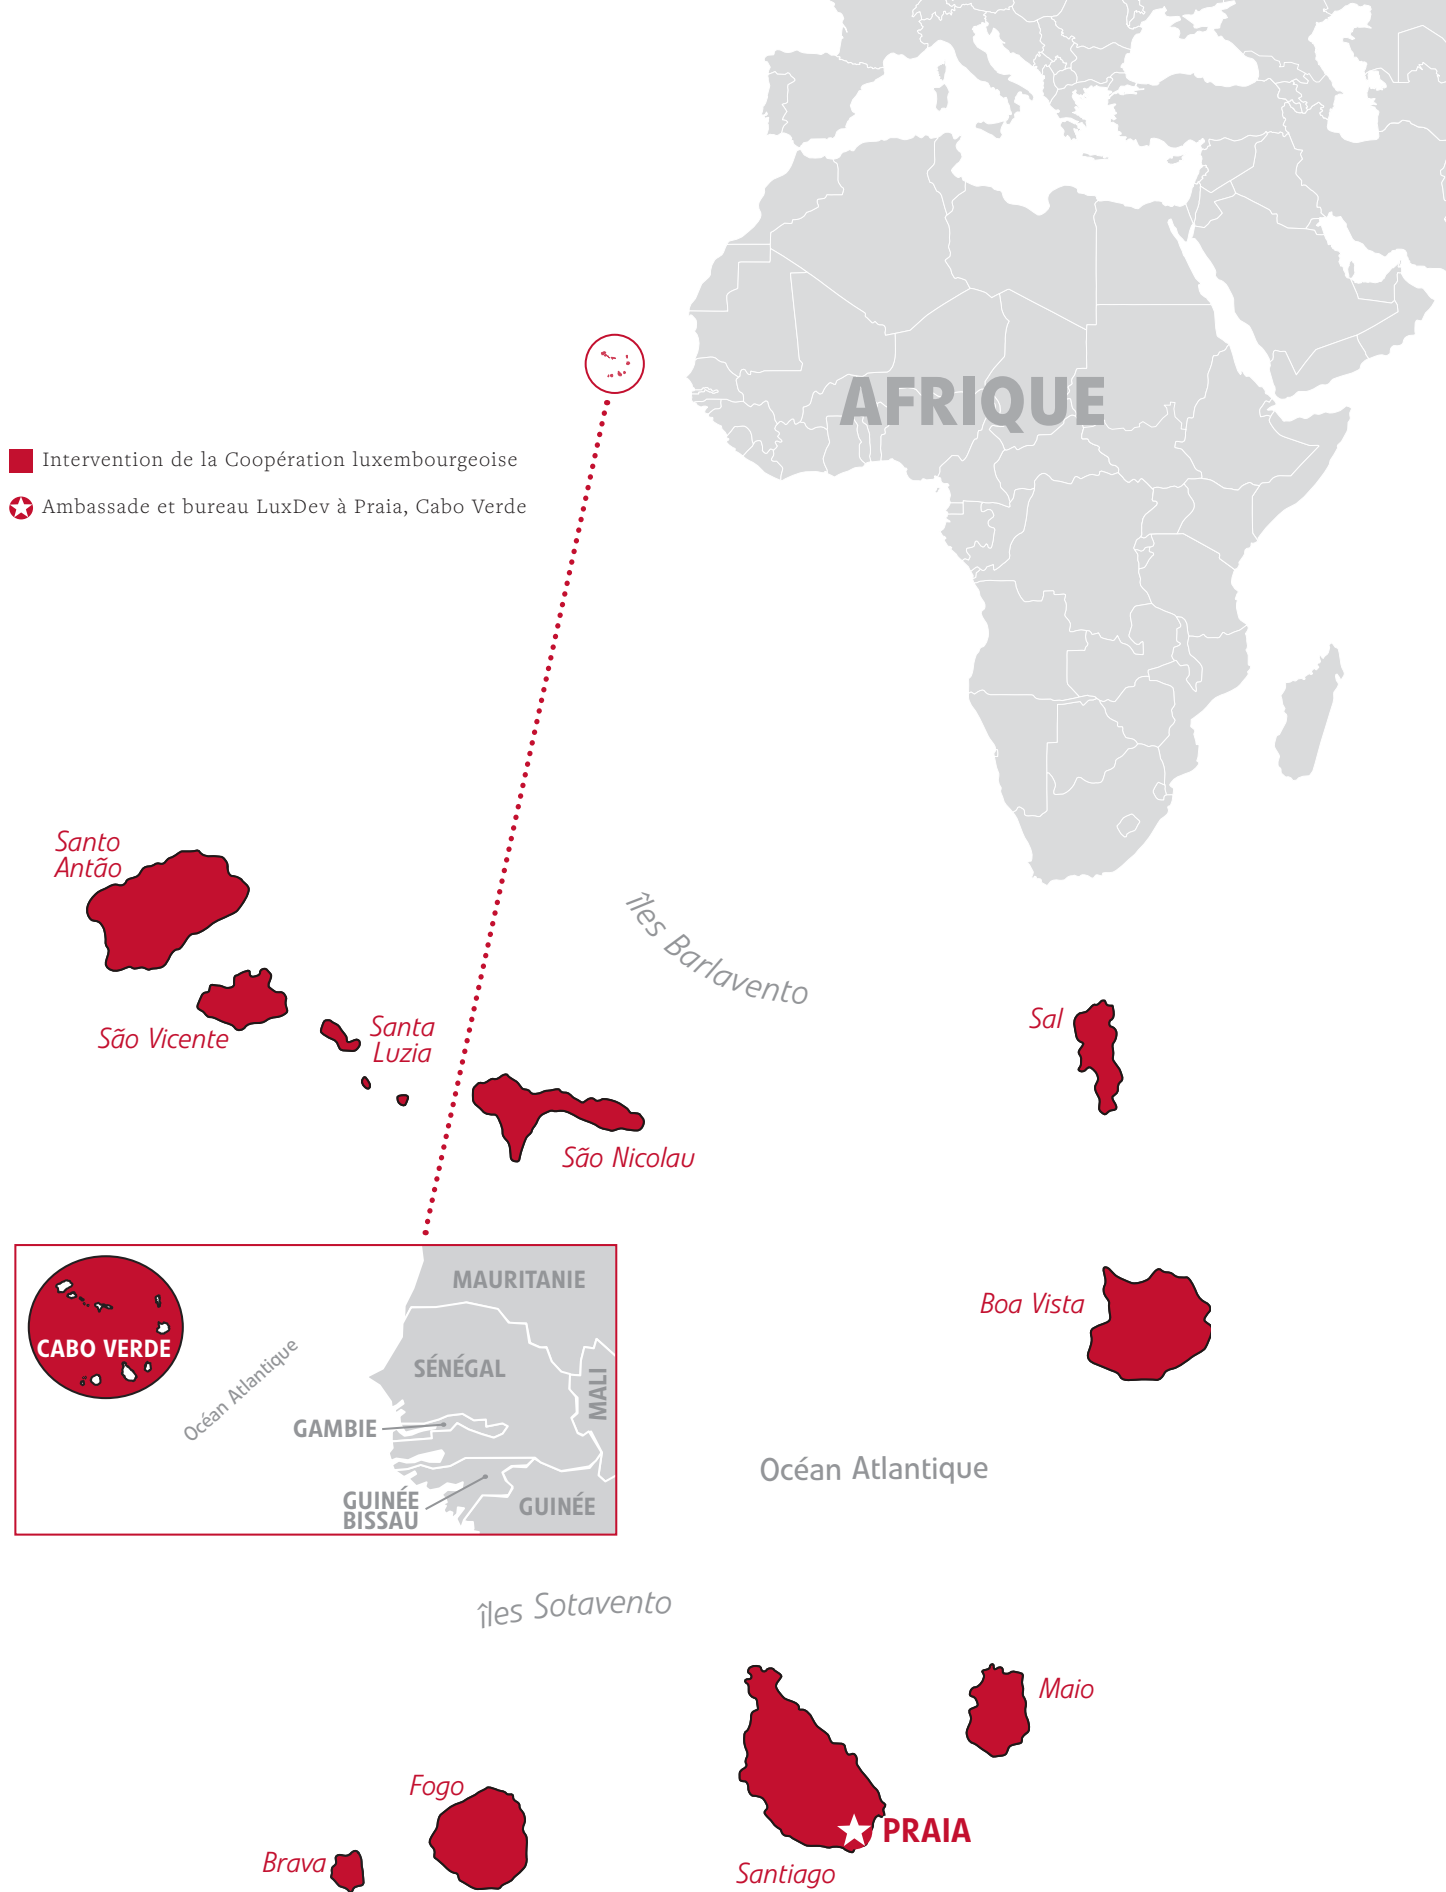 AFRIQUE
Intervention de la Coopération luxembourgeoise
Ambassade et bureau LuxDev à Praia, Cabo Verde
Santo
Antão
îles Barlavento
São Vicente
Santa
Luzia
Sal
São Nicolau
MAURITANIE
Boa Vista
CABO VERDE
Océan Atlantique
SÉNÉGAL
MALI
GAMBIE
Océan Atlantique
GUINÉE
BISSAU
GUINÉE
îles Sotavento
Maio
Fogo
PRAIA
Brava
Santiago